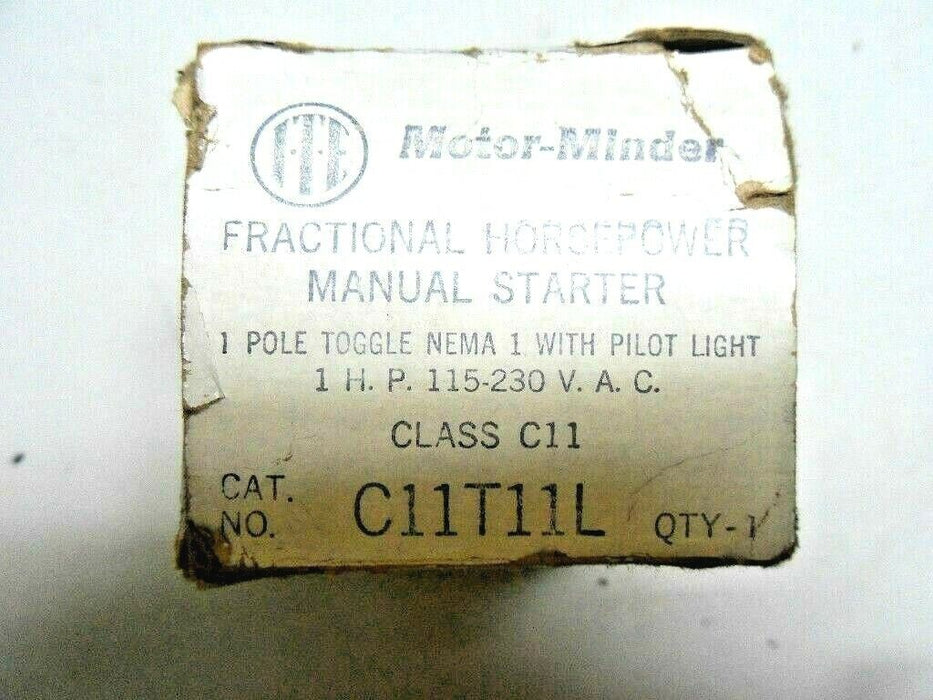 I-T-E Motor-Minder
FRACTIONAL HORSEPOWER
MANUAL STARTER
1 POLE TOGGLE NEMA 1 WITH PILOT LIGHT
1 H. P. 115-230 V. A. C.
CLASS C11
CAT. NO. C11T11L QTY-1